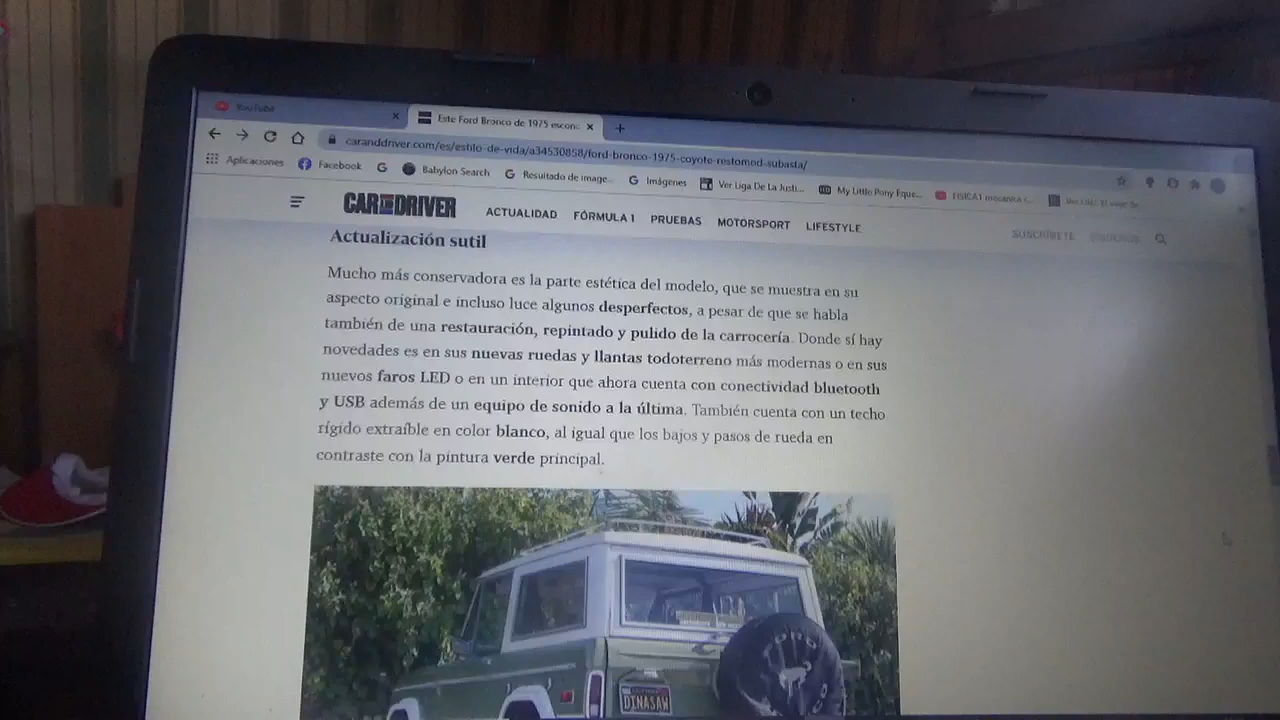 YouTube
Este Ford Bronco de 1975 escon
caranddriver.com/es/estilo-de-vida/a34530858/ford-bronco-1975-coyote-restomod-subasta/
Aplicaciones Facebook Babylon Search Resultado de image... Imágenes Ver Liga De La Justi... My Little Pony Eque... FISICA1 mecanica
CAR AND DRIVER ACTUALIDAD FÓRMULA 1 PRUEBAS MOTORSPORT LIFESTYLE SUSCRÍBETE
Actualización sutil
Mucho más conservadora es la parte estética del modelo, que se muestra en su
aspecto original e incluso luce algunos desperfectos, a pesar de que se habla
también de una restauración, repintado y pulido de la carrocería. Donde sí hay
novedades es en sus nuevas ruedas y llantas todoterreno más modernas o en sus
nuevos faros LED o en un interior que ahora cuenta con conectividad bluetooth
y USB además de un equipo de sonido a la última. También cuenta con un techo
rígido extraíble en color blanco, al igual que los bajos y pasos de rueda en
contraste con la pintura verde principal.
DINASAW